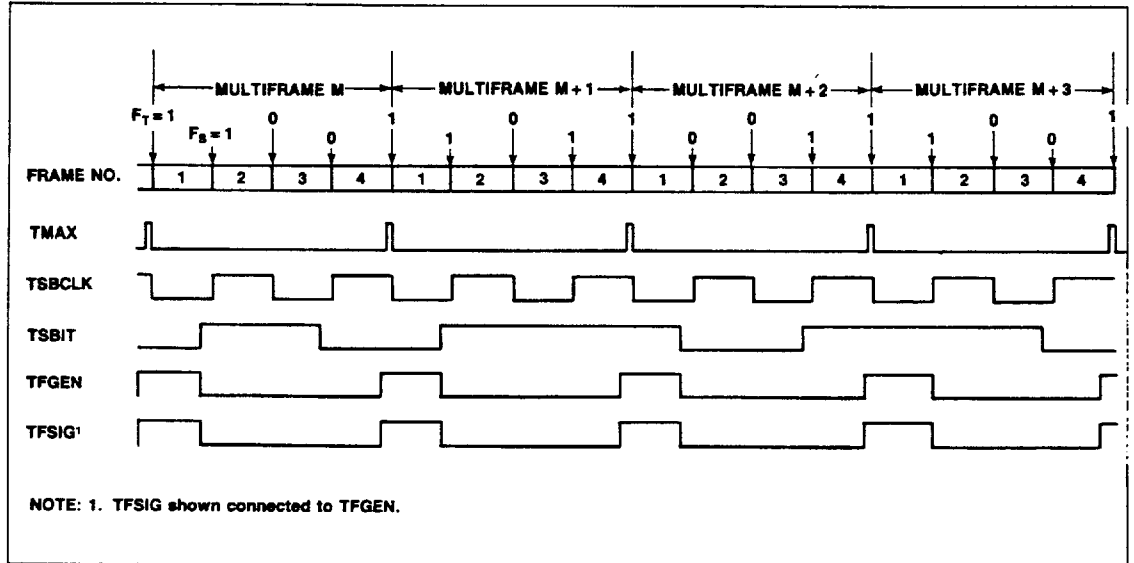 MULTIFRAME M MULTIFRAME M + 1 MULTIFRAME M + 2 MULTIFRAME M + 3
F_T = 1 0 1 0 1 0 1 0 1
F_S = 1 0 1 1 0 1 1 0
FRAME NO. 1 2 3 4 1 2 3 4 1 2 3 4 1 2 3 4
TMAX
TSBCLK
TSBIT
TFGEN
TFSIG¹
NOTE: 1. TFSIG shown connected to TFGEN.